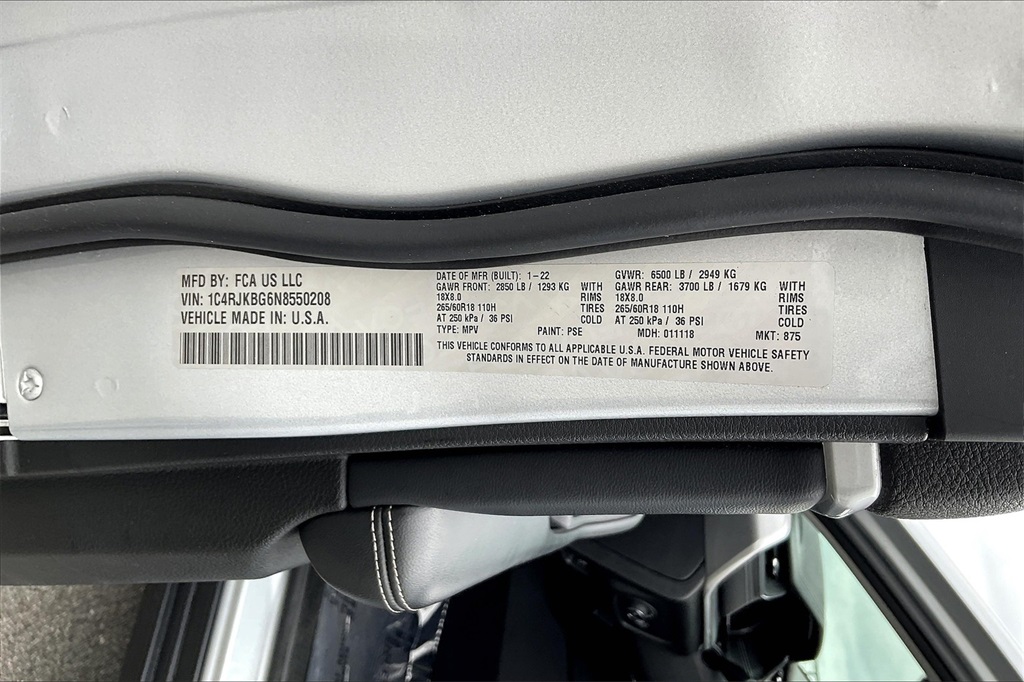 MFD BY: FCA US LLC
VIN: 1C4RJKBG6N8550208
VEHICLE MADE IN: U.S.A.
DATE OF MFR (BUILT): 1-22
GAWR FRONT: 2850 LB / 1293 KG WITH
18X8.0 RIMS
265/60R18 110H TIRES
AT 250 kPa / 36 PSI COLD
TYPE: MPV PAINT: PSE
GVWR: 6500 LB / 2949 KG
GAWR REAR: 3700 LB / 1679 KG WITH
18X8.0 RIMS
265/60R18 110H TIRES
AT 250 kPa / 36 PSI COLD
MDH: 011118 MKT: 875
THIS VEHICLE CONFORMS TO ALL APPLICABLE U.S.A. FEDERAL MOTOR VEHICLE SAFETY
STANDARDS IN EFFECT ON THE DATE OF MANUFACTURE SHOWN ABOVE.